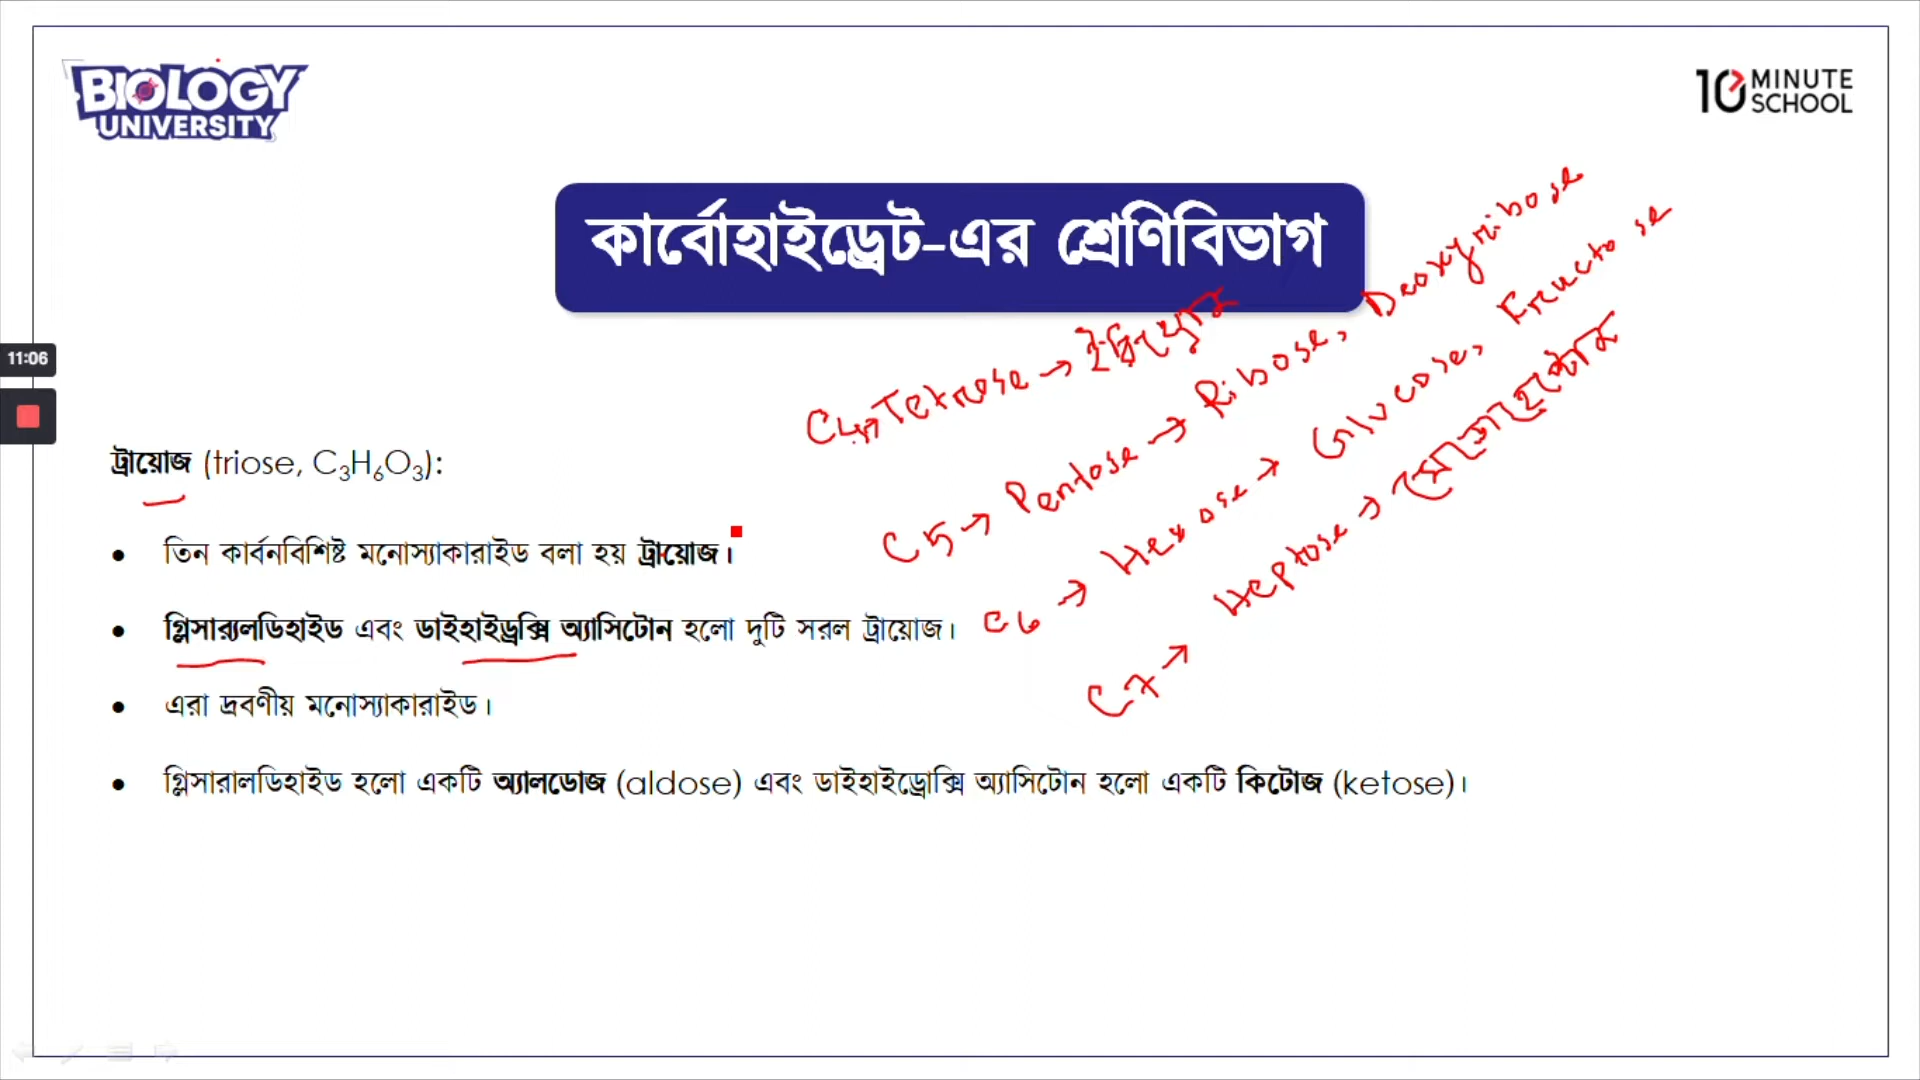 BIOLOGY
UNIVERSITY
10 MINUTE
SCHOOL
কার্বোহাইড্রেট-এর শ্রেণিবিভাগ
11:06
C4→Tetrose → ইরিথ্রোজ
C5 → Pentose → Ribose, Deoxyribose
C6 → Hexose → Glucose, Fructose
C7 → Heptose → সেডোহেপ্টোজ
ট্রায়োজ (triose, C₃H₆O₃):
• তিন কার্বনবিশিষ্ট মনোস্যাকারাইড বলা হয় ট্রায়োজ।
• গ্লিসার‍্যালডিহাইড এবং ডাইহাইড্রক্সি অ্যাসিটোন হলো দুটি সরল ট্রায়োজ।
• এরা দ্রবণীয় মনোস্যাকারাইড।
• গ্লিসারালডিহাইড হলো একটি অ্যালডোজ (aldose) এবং ডাইহাইড্রোক্সি অ্যাসিটোন হলো একটি কিটোজ (ketose)।